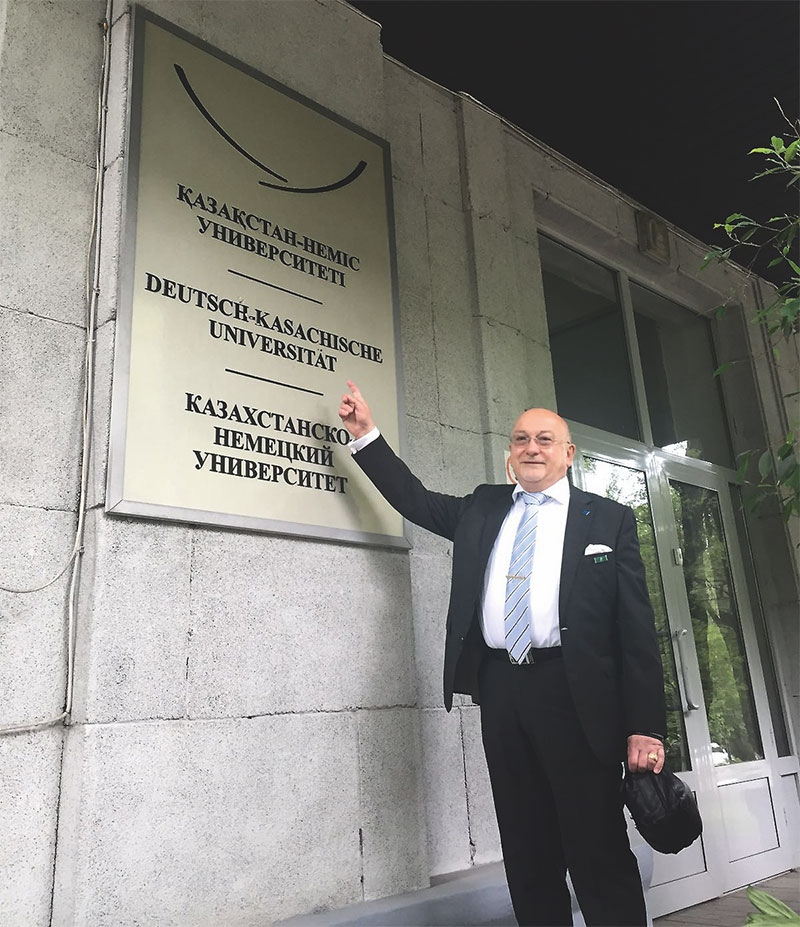 ҚАЗАҚСТАН-НЕМІС
УНИВЕРСИТЕТІ
DEUTSCH-KASACHISCHE
UNIVERSITÄT
КАЗАХСТАНСКО-
НЕМЕЦКИЙ
УНИВЕРСИТЕТ